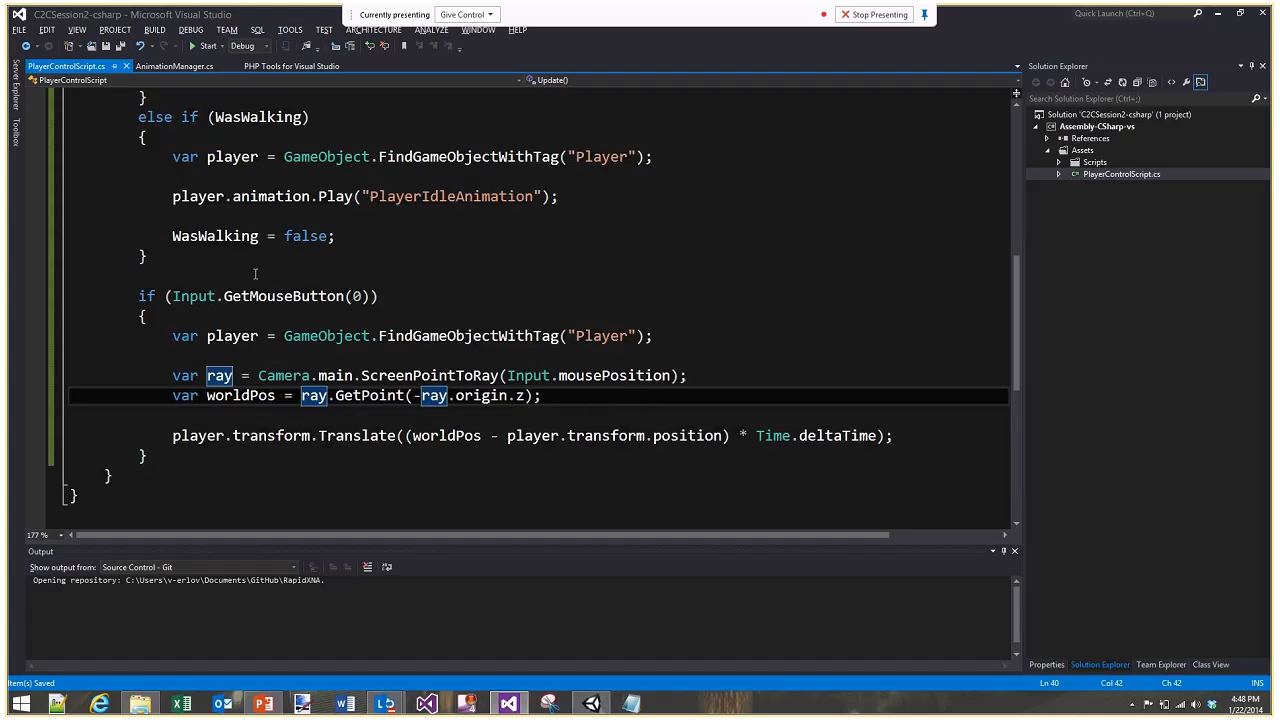 C2CSession2-csharp - Microsoft Visual Studio
Currently presenting
Give Control
Stop Presenting
Quick Launch (Ctrl+Q)
FILE EDIT VIEW PROJECT BUILD DEBUG TEAM SQL TOOLS TEST ARCHITECTURE ANALYZE WINDOW HELP
Start Debug
PlayerControlScript.cs AnimationManager.cs PHP Tools for Visual Studio
PlayerControlScript Update()
Server Explorer
Toolbox
}
else if (WasWalking)
{
var player = GameObject.FindGameObjectWithTag("Player");
player.animation.Play("PlayerIdleAnimation");
WasWalking = false;
}
if (Input.GetMouseButton(0))
{
var player = GameObject.FindGameObjectWithTag("Player");
var ray = Camera.main.ScreenPointToRay(Input.mousePosition);
var worldPos = ray.GetPoint(-ray.origin.z);
player.transform.Translate((worldPos - player.transform.position) * Time.deltaTime);
}
}
}
177 %
Solution Explorer
Search Solution Explorer (Ctrl+;)
Solution 'C2CSession2-csharp' (1 project)
Assembly-CSharp-vs
References
Assets
Scripts
PlayerControlScript.cs
Output
Show output from: Source Control - Git
Opening repository: C:\Users\v-erlov\Documents\GitHub\RapidXNA.
Properties Solution Explorer Team Explorer Class View
Item(s) Saved Ln 40 Col 42 Ch 42 INS
4:48 PM
1/22/2014